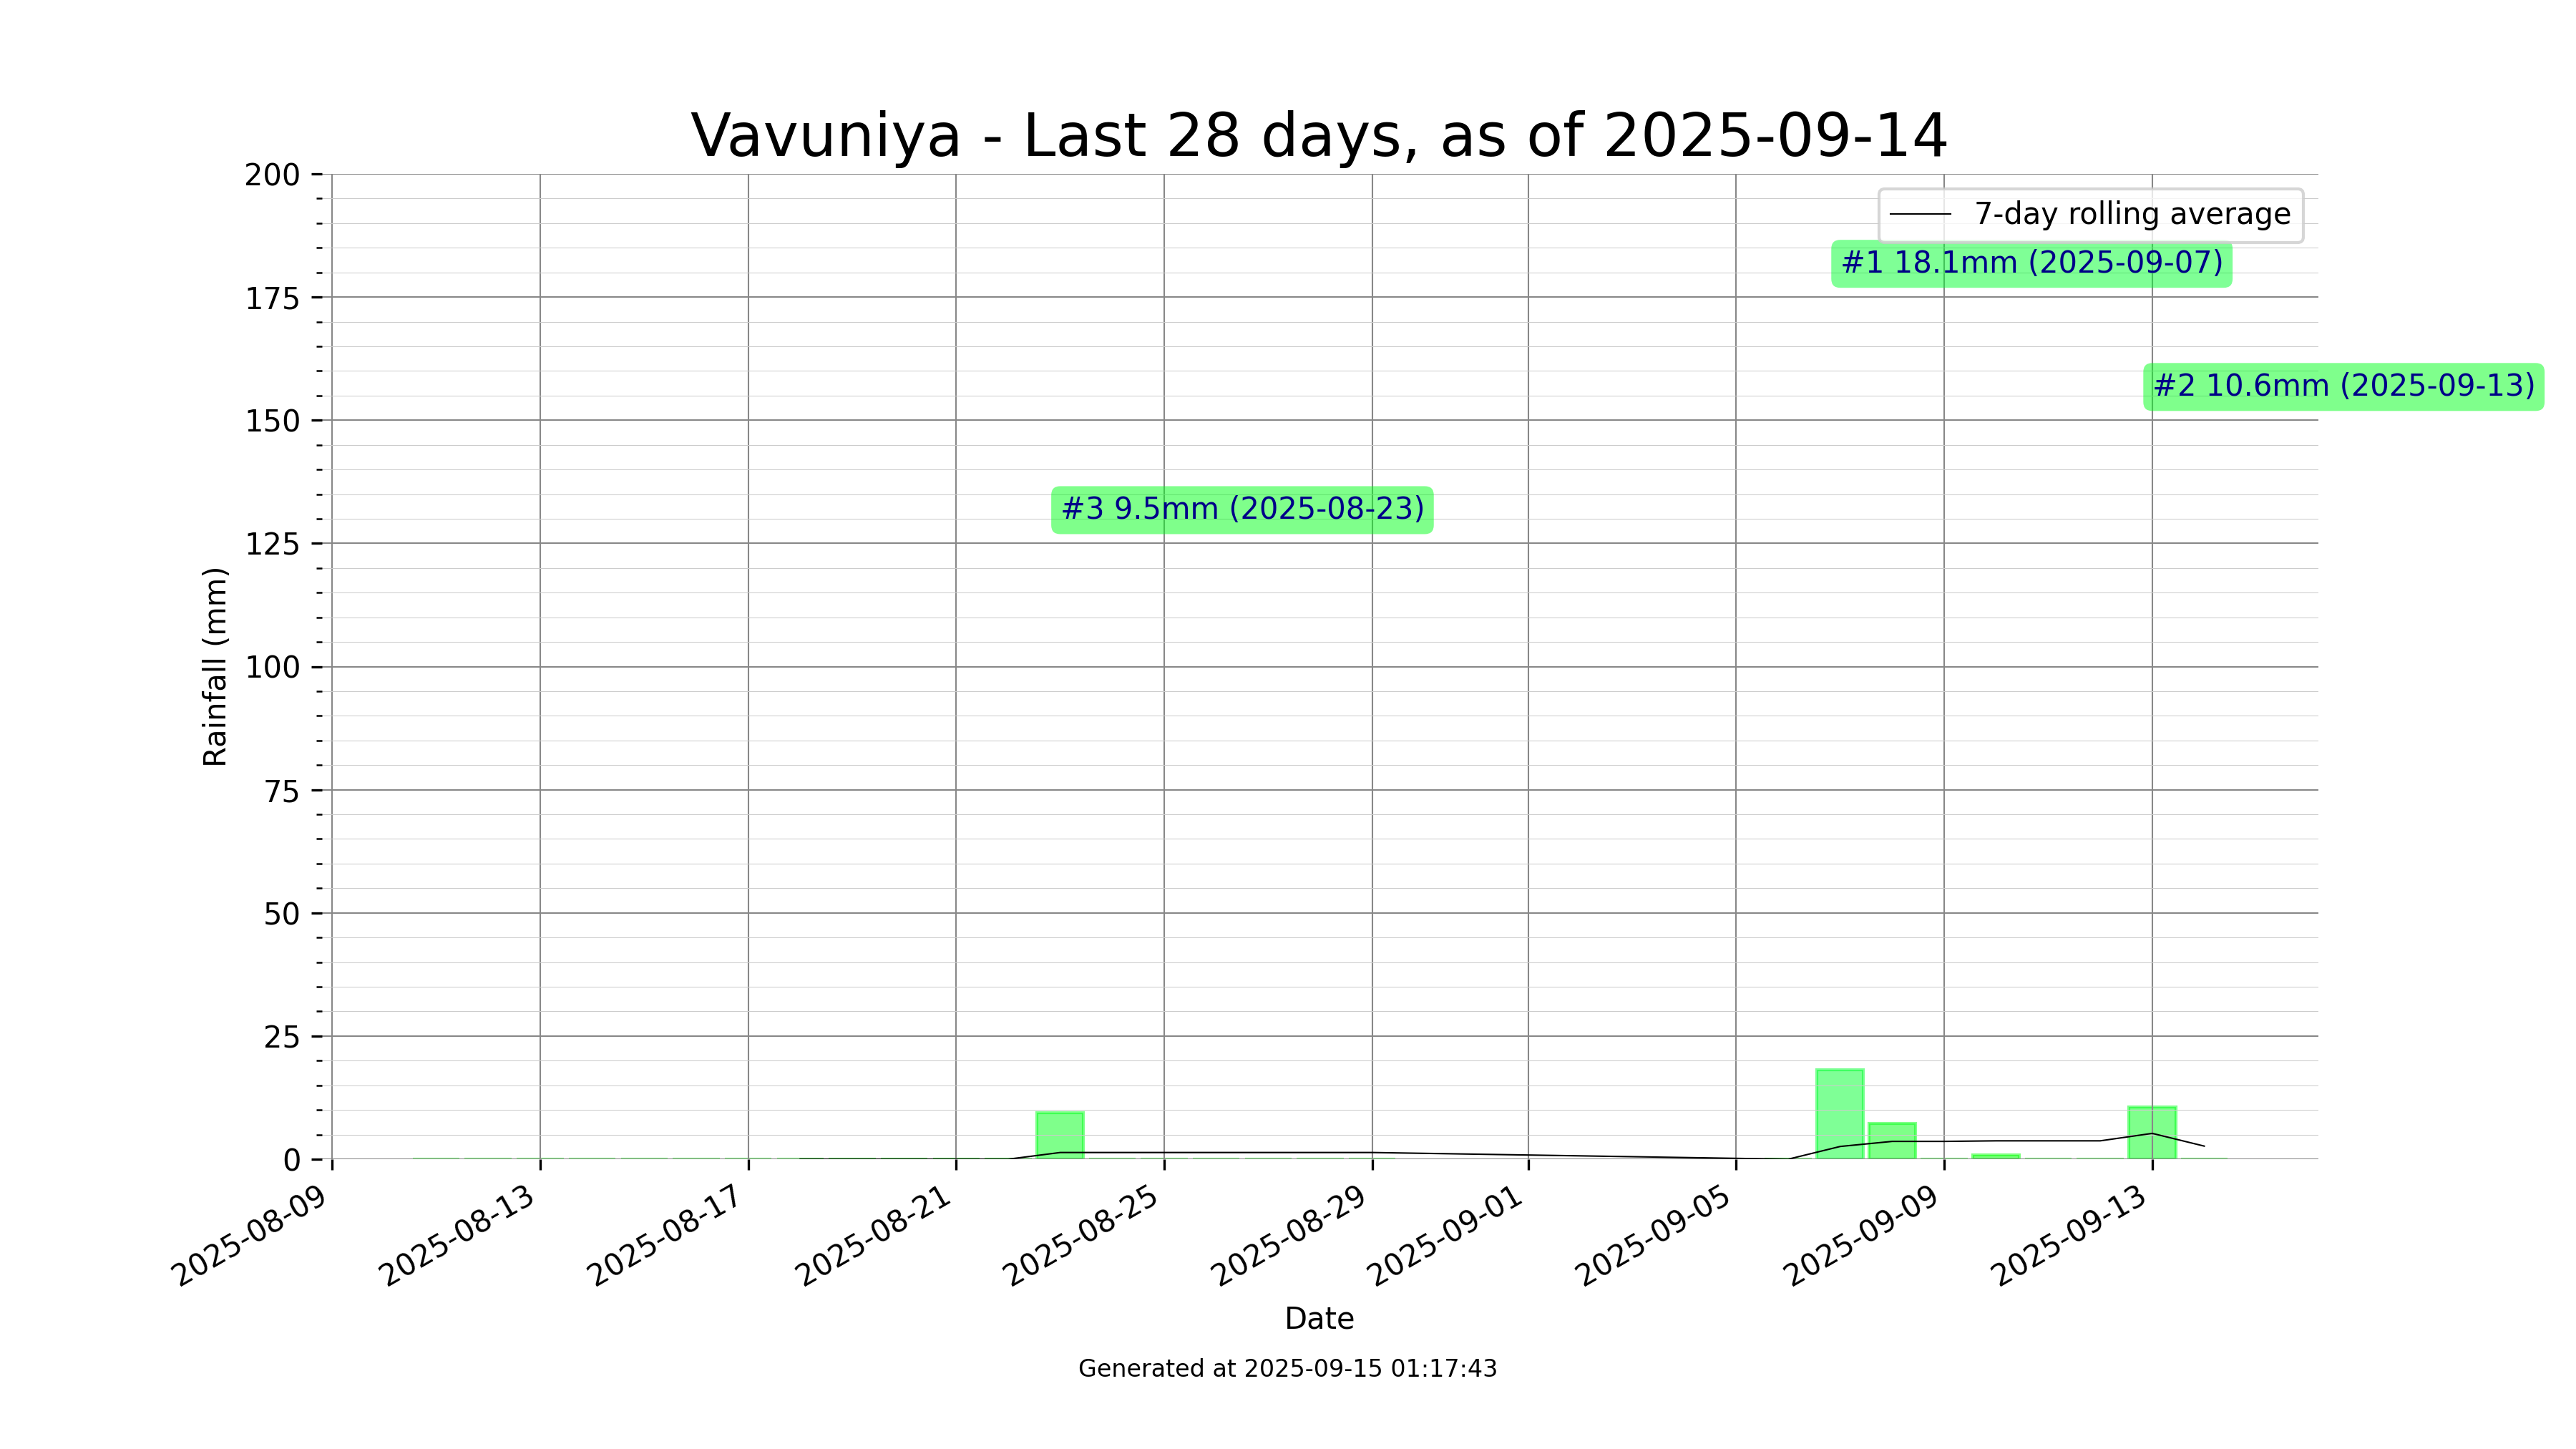 Vavuniya - Last 28 days, as of 2025-09-14
200
175
150
125
100
75
50
25
0
Rainfall (mm)
7-day rolling average
#1 18.1mm (2025-09-07)
#2 10.6mm (2025-09-13)
#3 9.5mm (2025-08-23)
2025-08-09
2025-08-13
2025-08-17
2025-08-21
2025-08-25
2025-08-29
2025-09-01
2025-09-05
2025-09-09
2025-09-13
Date
Generated at 2025-09-15 01:17:43